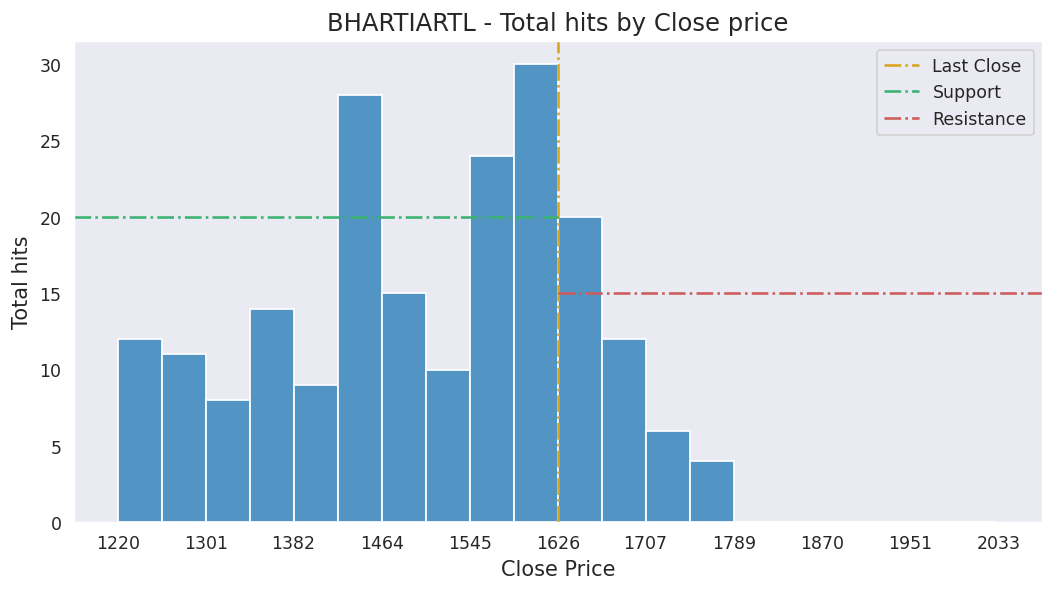 BHARTIARTL - Total hits by Close price
Last Close
Support
Resistance
Total hits
30
25
20
15
10
5
0
1220 1301 1382 1464 1545 1626 1707 1789 1870 1951 2033
Close Price